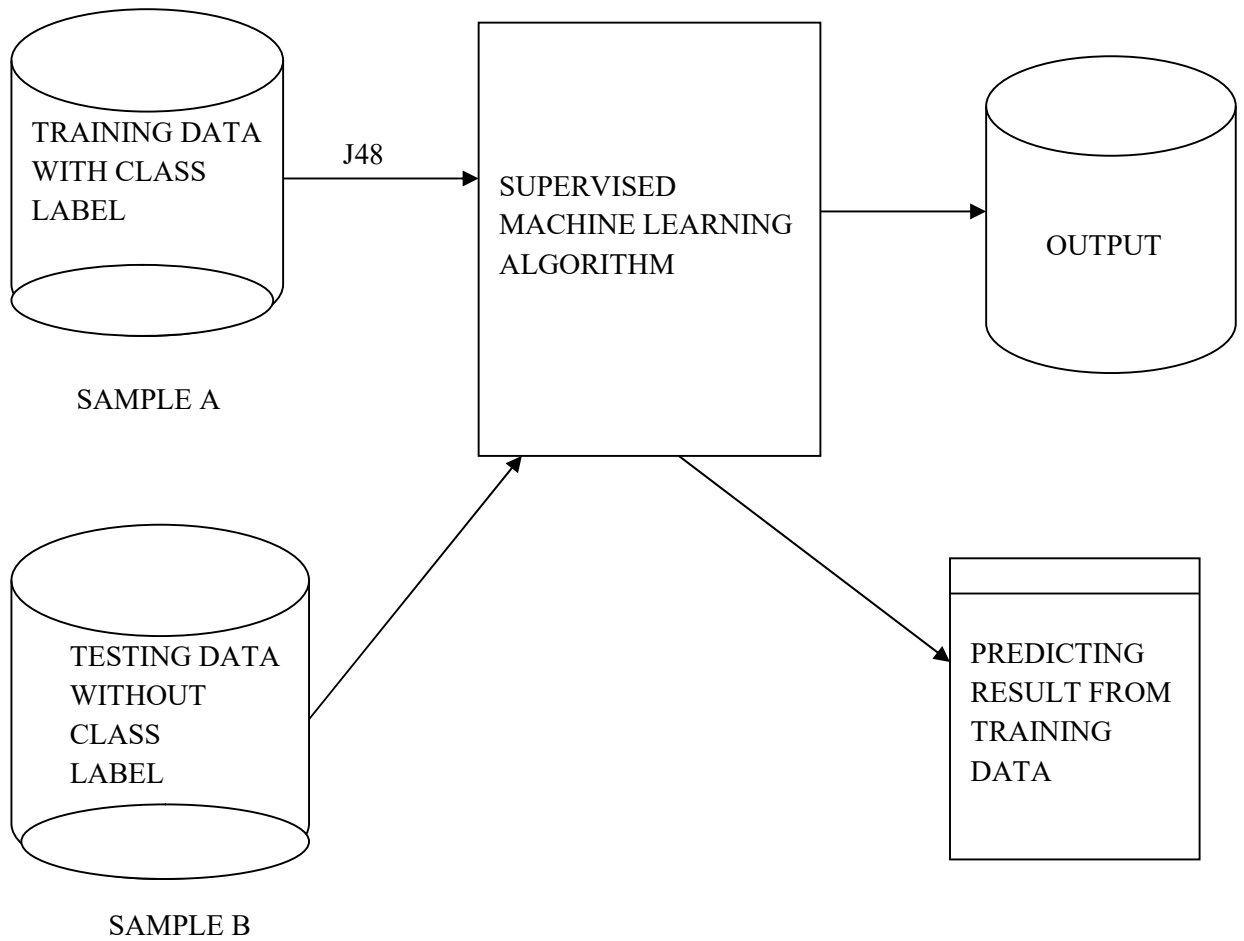 TRAINING DATA
WITH CLASS
LABEL
SAMPLE A
J48
SUPERVISED
MACHINE LEARNING
ALGORITHM
OUTPUT
TESTING DATA
WITHOUT
CLASS
LABEL
SAMPLE B
PREDICTING
RESULT FROM
TRAINING
DATA